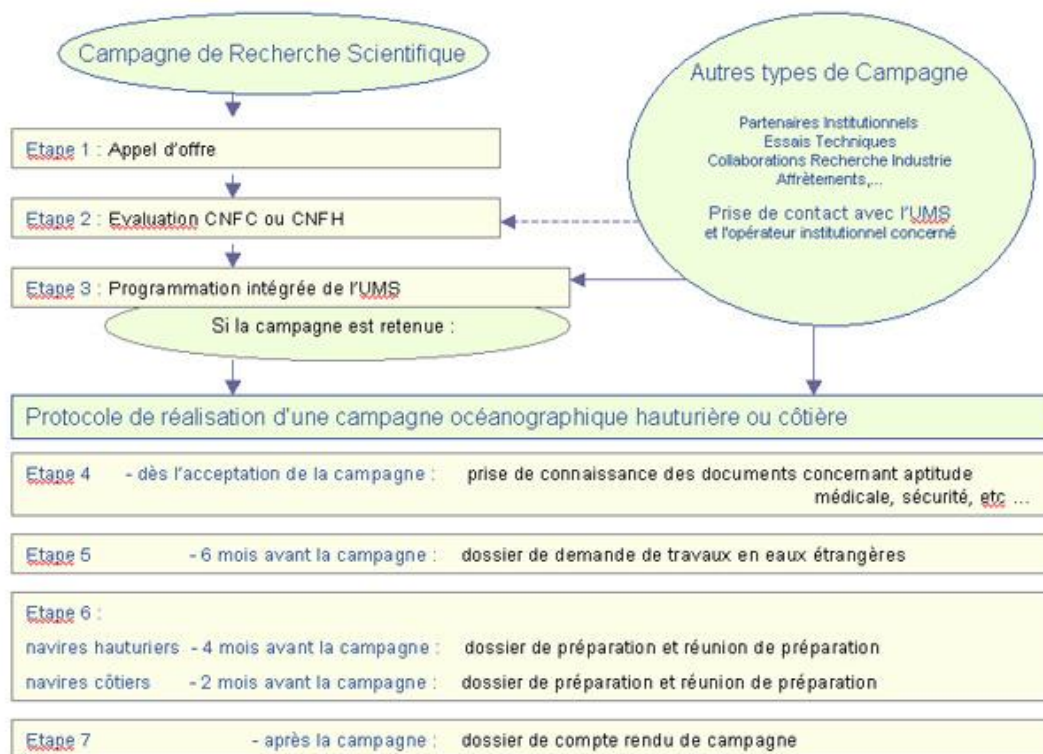 Campagne de Recherche Scientifique
Autres types de Campagne
Partenaires Institutionnels
Essais Techniques
Collaborations Recherche Industrie
Affrètements,...
Prise de contact avec l'UMS
et l'opérateur institutionnel concerné
Etape 1 : Appel d'offre
Etape 2 : Evaluation CNFC ou CNFH
Etape 3 : Programmation intégrée de l'UMS
Si la campagne est retenue :
Protocole de réalisation d'une campagne océanographique hauturière ou côtière
Etape 4 - dès l'acceptation de la campagne : prise de connaissance des documents concernant aptitude
médicale, sécurité, etc ...
Etape 5 - 6 mois avant la campagne : dossier de demande de travaux en eaux étrangères
Etape 6 :
navires hauturiers - 4 mois avant la campagne : dossier de préparation et réunion de préparation
navires côtiers - 2 mois avant la campagne : dossier de préparation et réunion de préparation
Etape 7 - après la campagne : dossier de compte rendu de campagne